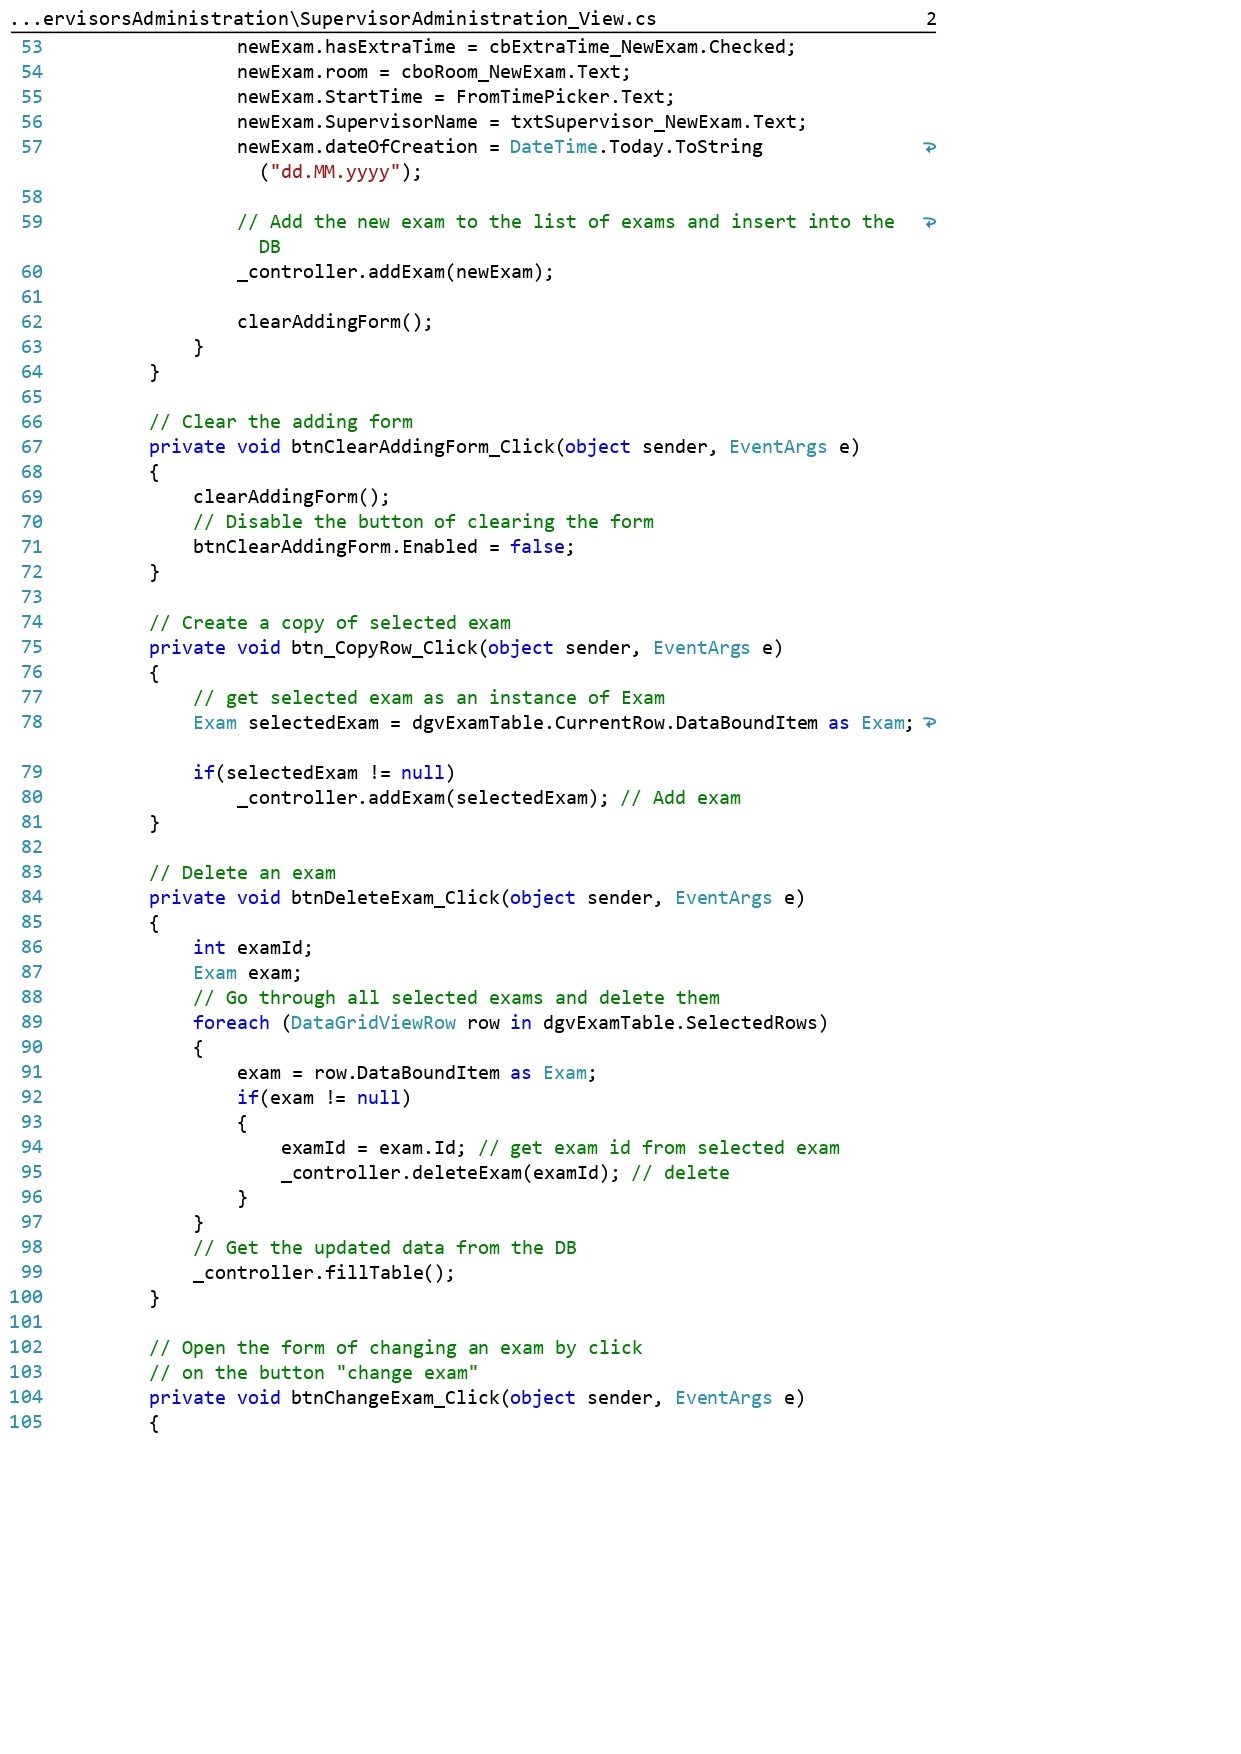 ...ervisorsAdministration\SupervisorAdministration_View.cs 2
53 newExam.hasExtraTime = cbExtraTime_NewExam.Checked;
54 newExam.room = cboRoom_NewExam.Text;
55 newExam.StartTime = FromTimePicker.Text;
56 newExam.SupervisorName = txtSupervisor_NewExam.Text;
57 newExam.dateOfCreation = DateTime.Today.ToString
("dd.MM.yyyy");
58
59 // Add the new exam to the list of exams and insert into the
DB
60 _controller.addExam(newExam);
61
62 clearAddingForm();
63 }
64 }
65
66 // Clear the adding form
67 private void btnClearAddingForm_Click(object sender, EventArgs e)
68 {
69 clearAddingForm();
70 // Disable the button of clearing the form
71 btnClearAddingForm.Enabled = false;
72 }
73
74 // Create a copy of selected exam
75 private void btn_CopyRow_Click(object sender, EventArgs e)
76 {
77 // get selected exam as an instance of Exam
78 Exam selectedExam = dgvExamTable.CurrentRow.DataBoundItem as Exam;
79 if(selectedExam != null)
80 _controller.addExam(selectedExam); // Add exam
81 }
82
83 // Delete an exam
84 private void btnDeleteExam_Click(object sender, EventArgs e)
85 {
86 int examId;
87 Exam exam;
88 // Go through all selected exams and delete them
89 foreach (DataGridViewRow row in dgvExamTable.SelectedRows)
90 {
91 exam = row.DataBoundItem as Exam;
92 if(exam != null)
93 {
94 examId = exam.Id; // get exam id from selected exam
95 _controller.deleteExam(examId); // delete
96 }
97 }
98 // Get the updated data from the DB
99 _controller.fillTable();
100 }
101
102 // Open the form of changing an exam by click
103 // on the button "change exam"
104 private void btnChangeExam_Click(object sender, EventArgs e)
105 {